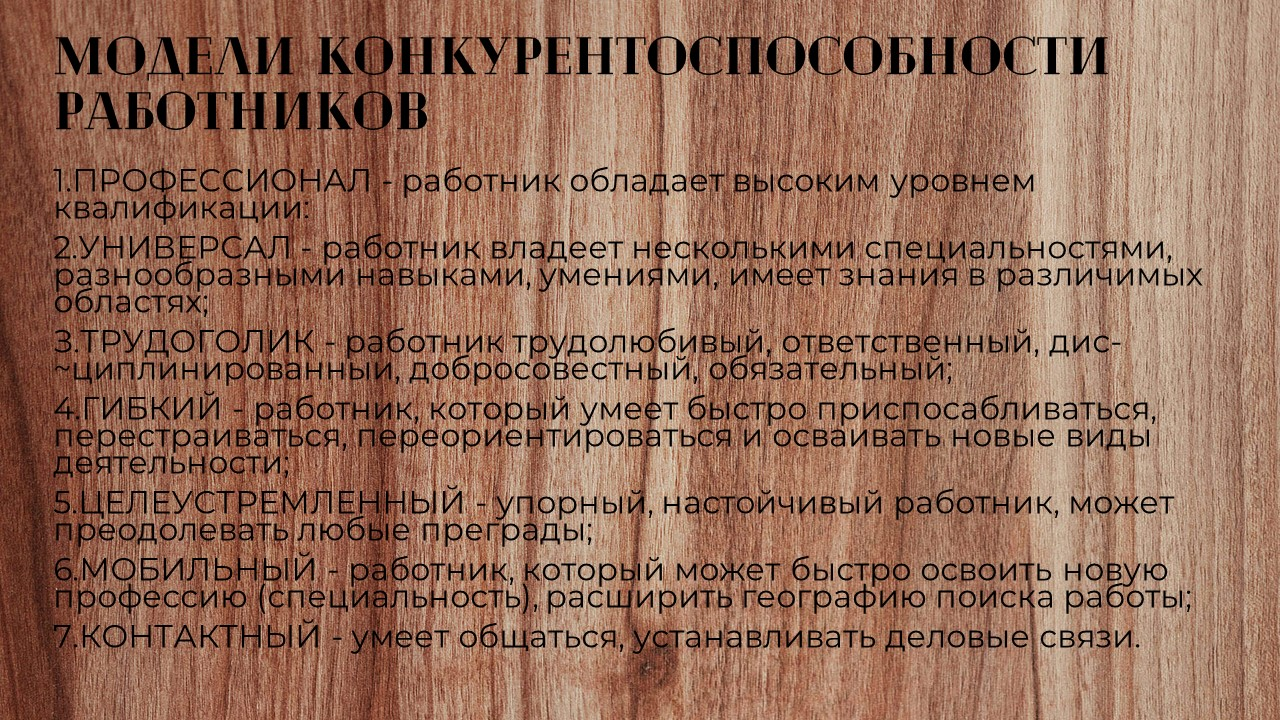 МОДЕЛИ КОНКУРЕНТОСПОСОБНОСТИ
РАБОТНИКОВ
1.ПРОФЕССИОНАЛ - работник обладает высоким уровнем
квалификации:
2.УНИВЕРСАЛ - работник владеет несколькими специальностями,
разнообразными навыками, умениями, имеет знания в различимых
областях;
3.ТРУДОГОЛИК - работник трудолюбивый, ответственный, дис-
~циплинированный, добросовестный, обязательный;
4.ГИБКИЙ - работник, который умеет быстро приспосабливаться,
перестраиваться, переориентироваться и осваивать новые виды
деятельности;
5.ЦЕЛЕУСТРЕМЛЕННЫЙ - упорный, настойчивый работник, может
преодолевать любые преграды;
6.МОБИЛЬНЫЙ - работник, который может быстро освоить новую
профессию (специальность), расширить географию поиска работы;
7.КОНТАКТНЫЙ - умеет общаться, устанавливать деловые связи.